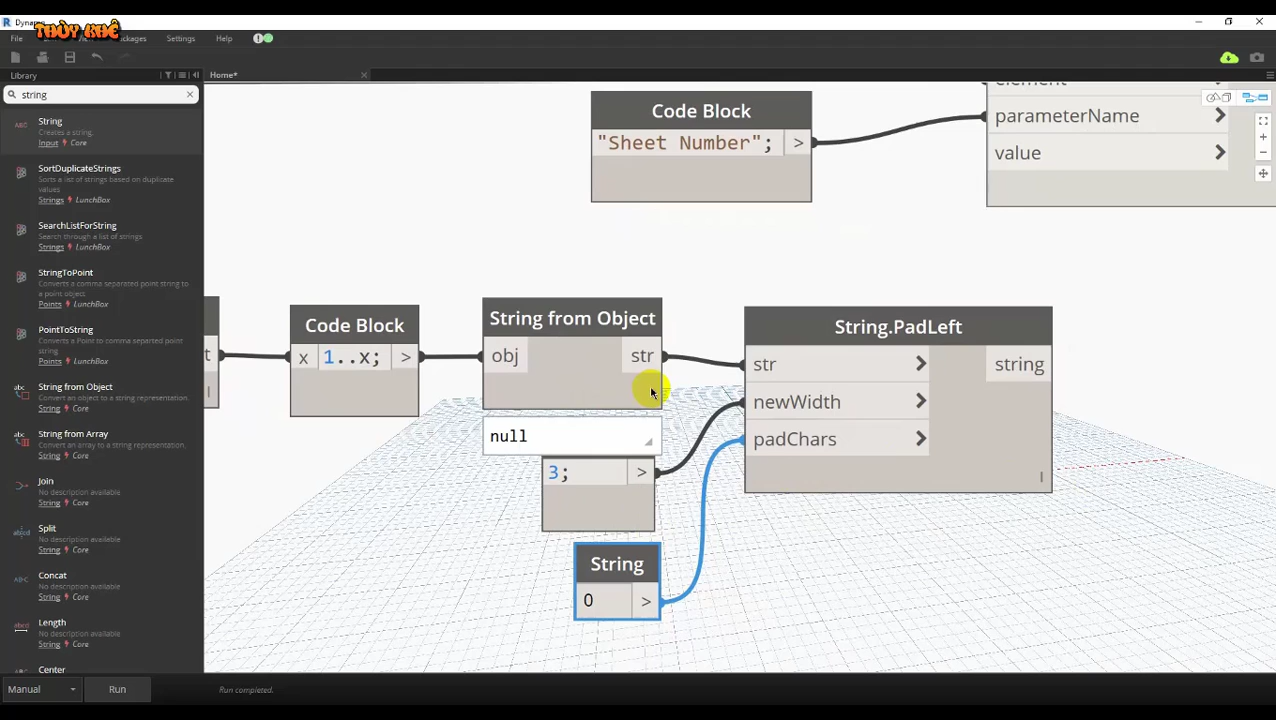 Dynamo
THÙY KHÊ
File
Packages
Settings
Help
Library
Home*
string
String
Creates a string.
Input Core
SortDuplicateStrings
Sorts a list of strings based on duplicate
values
Strings LunchBox
SearchListForString
Search through a list of strings
Strings LunchBox
StringToPoint
Converts a comma separated point string
to a point object.
Points LunchBox
PointToString
Converts a Point to comma separated point
string
Points LunchBox
String from Object
Convert an object to a string representation.
String Core
String from Array
Convert an array to a string representation.
String Core
Join
No description available
String Core
Split
No description available
String Core
Concat
No description available
String Core
Length
No description available
String Core
Center
Code Block
"Sheet Number"; >
element
parameterName >
value >
Code Block
x 1..x; >
String from Object
obj str
null
3; >
String
0 >
String.PadLeft
str > string
newWidth >
padChars >
l
Manual
Run
Run completed.